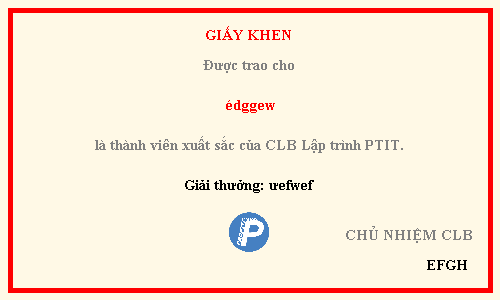 GIẤY KHEN
Được trao cho
édggew
là thành viên xuất sắc của CLB Lập trình PTIT.
Giải thưởng: ưefwef
CHỦ NHIỆM CLB
EFGH